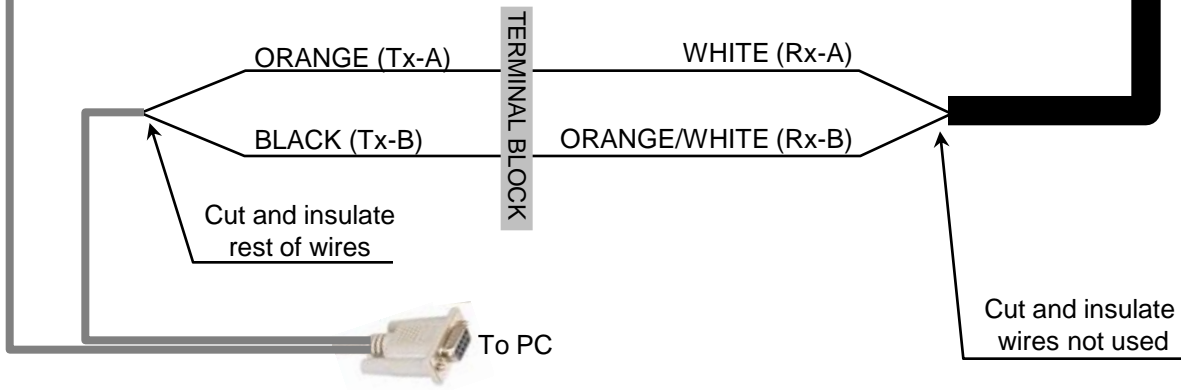 ORANGE (Tx-A)
TERMINAL BLOCK
WHITE (Rx-A)
BLACK (Tx-B)
ORANGE/WHITE (Rx-B)
Cut and insulate
rest of wires
To PC
Cut and insulate
wires not used